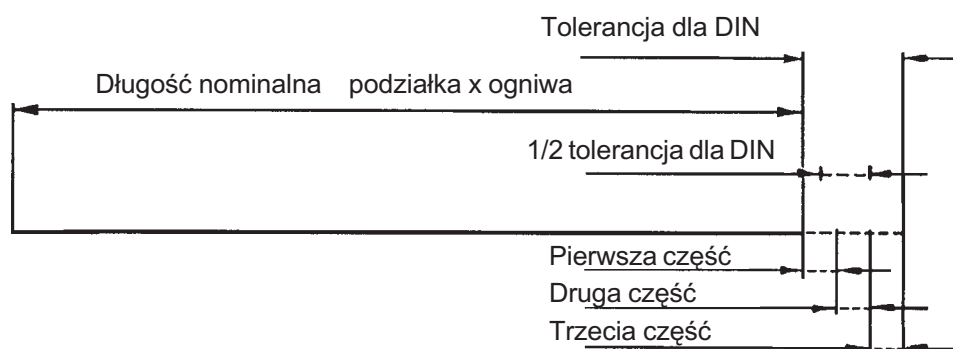 Tolerancja dla DIN
Długość nominalna podziałka x ogniwa
1/2 tolerancja dla DIN
Pierwsza część
Druga część
Trzecia część